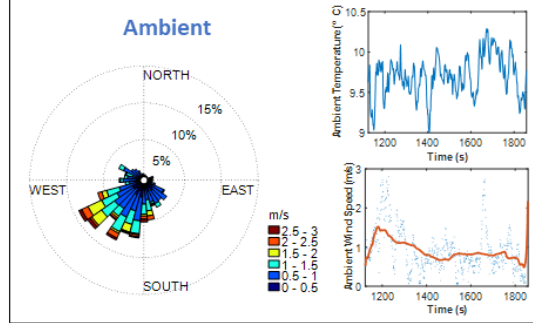 Ambient
NORTH
15%
10%
5%
WEST
EAST
SOUTH
m/s
2.5 - 3
2 - 2.5
1.5 - 2
1 - 1.5
0.5 - 1
0 - 0.5
Ambient Temperature(° C)
10.5
10
9.5
9
1200 1400 1600 1800
Time (s)
Ambient Wind Speed (m/s)
3
2
1
0
1200 1400 1600 1800
Time (s)